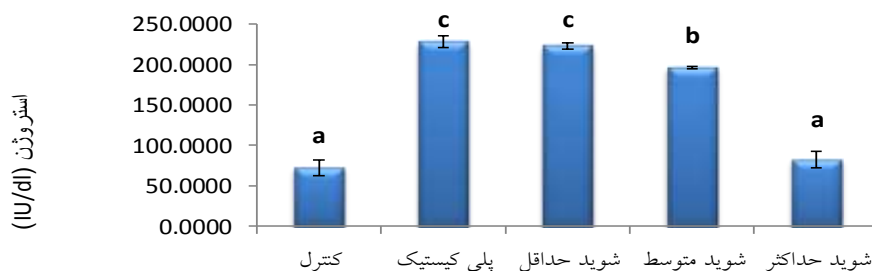 استروژن (IU/dl)
250.0000
200.0000
150.0000
100.0000
50.0000
0.0000
a
c
c
b
a
کنترل
پلی کیستیک
شوید حداقل
شوید متوسط
شوید حداکثر